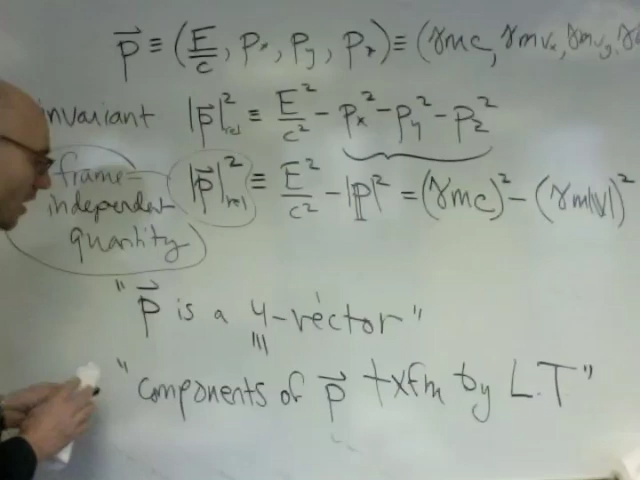 p⃗ ≡ (E/c, Pₓ, Py, Pₓ) ≡ (γmc, γmvₓ, γmvy, γ
invariant |p⃗|²rel ≡ E²/c² − pₓ² − py² − pz²
frame-independent quantity |p⃗|²rel ≡ E²/c² − |p|² = (γmc)² − (γm|v|)²
"p⃗ is a 4-vector"
≡
"components of p⃗ txfm by L.T"